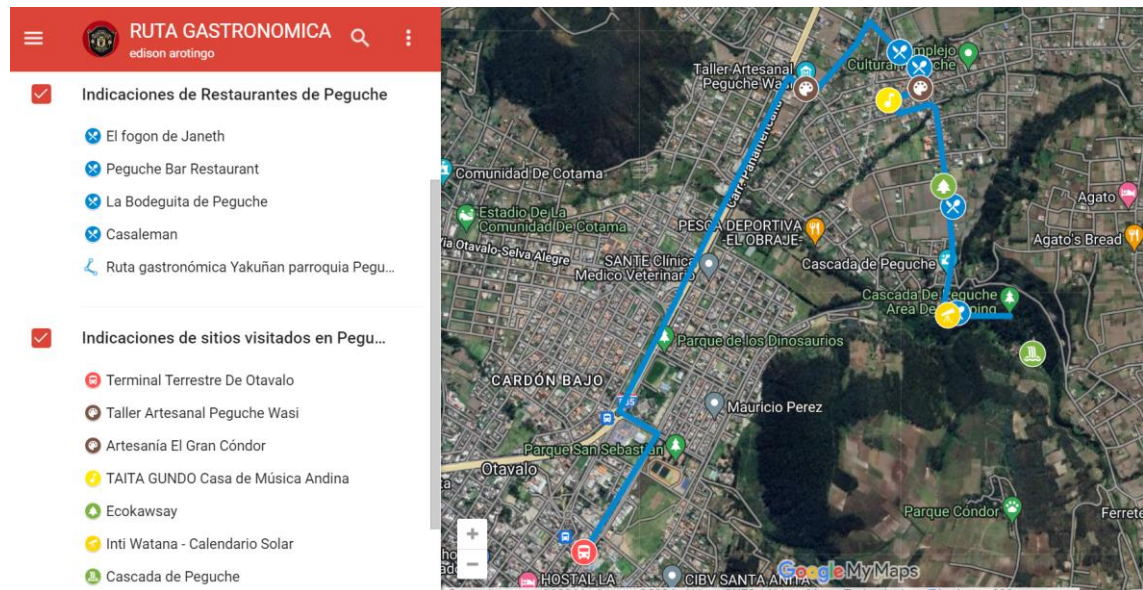 RUTA GASTRONOMICA
edison arotingo
Indicaciones de Restaurantes de Peguche
El fogon de Janeth
Peguche Bar Restaurant
La Bodeguita de Peguche
Casaleman
Ruta gastronómica Yakuñan parroquia Pegu...
Indicaciones de sitios visitados en Pegu...
Terminal Terrestre De Otavalo
Taller Artesanal Peguche Wasi
Artesanía El Gran Cóndor
TAITA GUNDO Casa de Música Andina
Ecokawsay
Inti Watana - Calendario Solar
Cascada de Peguche
Taller Artesanal
Peguche Wasi
Comunidad De Cotama
Estadio De La
Comunidad De Cotama
Carr. Panamericana
PESCA DEPORTIVA
-EL OBRAJE-
Agato
Agato's Bread
SANTE Clínica
Medico Veterinario
Cascada de Peguche
Parque de los Dinosaurios
CARDÓN BAJO
Mauricio Perez
Parque San Sebastián
Otavalo
Parque Cóndor
HOSTAL LA
CIBV SANTA ANITA
Google My Maps